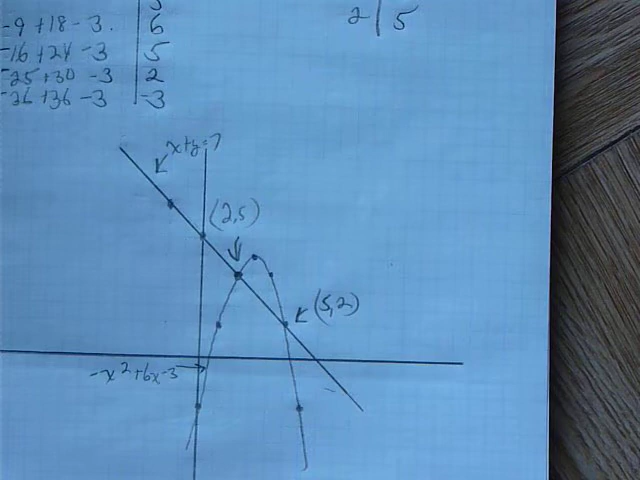 -9 +18 -3. | 6
-16 +24 -3 | 5
-25 +30 -3 | 2
-36 +36 -3 | -3
2 | 5
x+y=7
(2,5)
(5,2)
-x²+6x-3